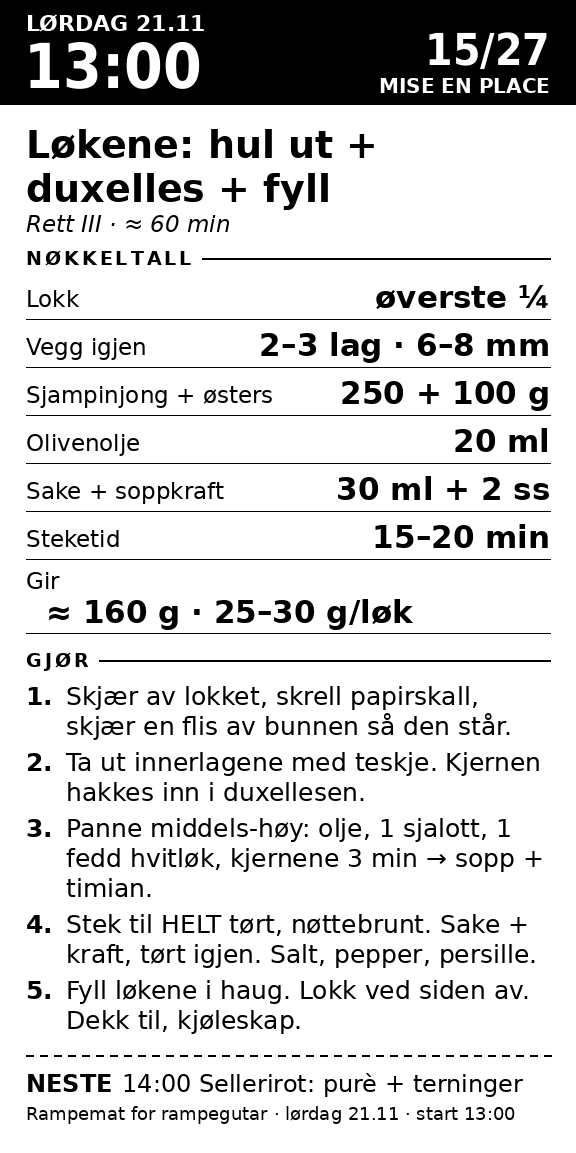 LØRDAG 21.11
13:00
15/27
MISE EN PLACE
Løkene: hul ut +
duxelles + fyll
Rett III · ≈ 60 min
NØKKELTALL
Lokk øverste ¼
Vegg igjen 2–3 lag · 6–8 mm
Sjampinjong + østers 250 + 100 g
Olivenolje 20 ml
Sake + soppkraft 30 ml + 2 ss
Steketid 15–20 min
Gir
≈ 160 g · 25–30 g/løk
GJØR
1. Skjær av lokket, skrell papirskall,
skjær en flis av bunnen så den står.
2. Ta ut innerlagene med teskje. Kjernen
hakkes inn i duxellesen.
3. Panne middels-høy: olje, 1 sjalott, 1
fedd hvitløk, kjernene 3 min → sopp +
timian.
4. Stek til HELT tørt, nøttebrunt. Sake +
kraft, tørt igjen. Salt, pepper, persille.
5. Fyll løkene i haug. Lokk ved siden av.
Dekk til, kjøleskap.
NESTE 14:00 Sellerirot: purè + terninger
Rampemat for rampegutar · lørdag 21.11 · start 13:00